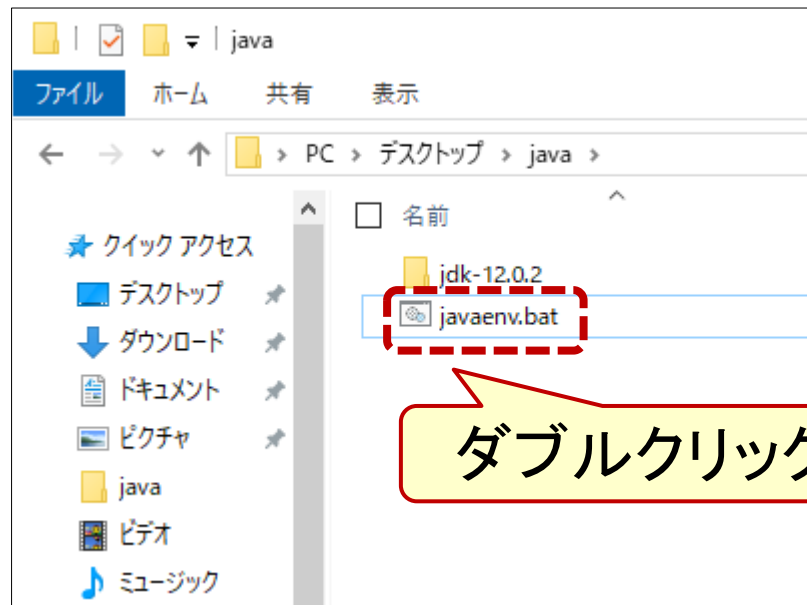 java
ファイル ホーム 共有 表示
PC > デスクトップ > java >
名前
クイック アクセス
デスクトップ
ダウンロード
ドキュメント
ピクチャ
java
ビデオ
ミュージック
jdk-12.0.2
javaenv.bat
ダブルクリック